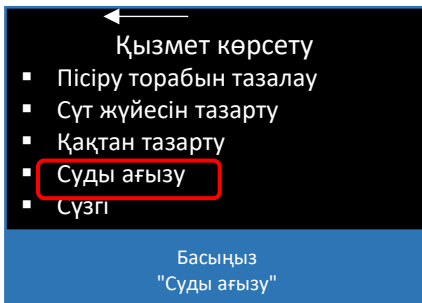 Қызмет көрсету
Пісіру торабын тазалау
Сүт жүйесін тазарту
Қақтан тазарту
Суды ағызу
Сүзгі
Басыңыз
"Суды ағызу"